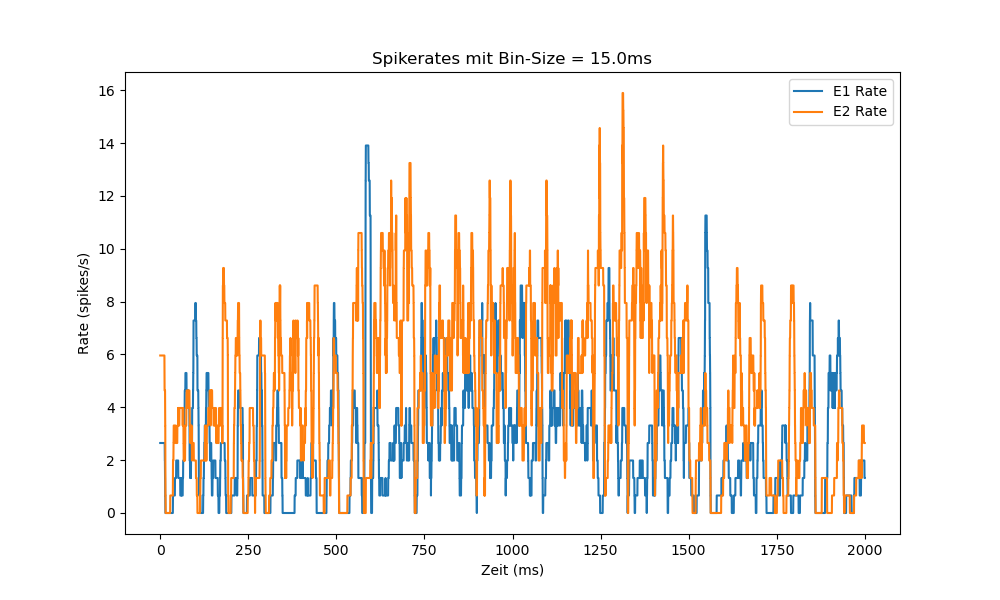 Spikerates mit Bin-Size = 15.0ms
E1 Rate
E2 Rate
Rate (spikes/s)
16
14
12
10
8
6
4
2
0
0 250 500 750 1000 1250 1500 1750 2000
Zeit (ms)